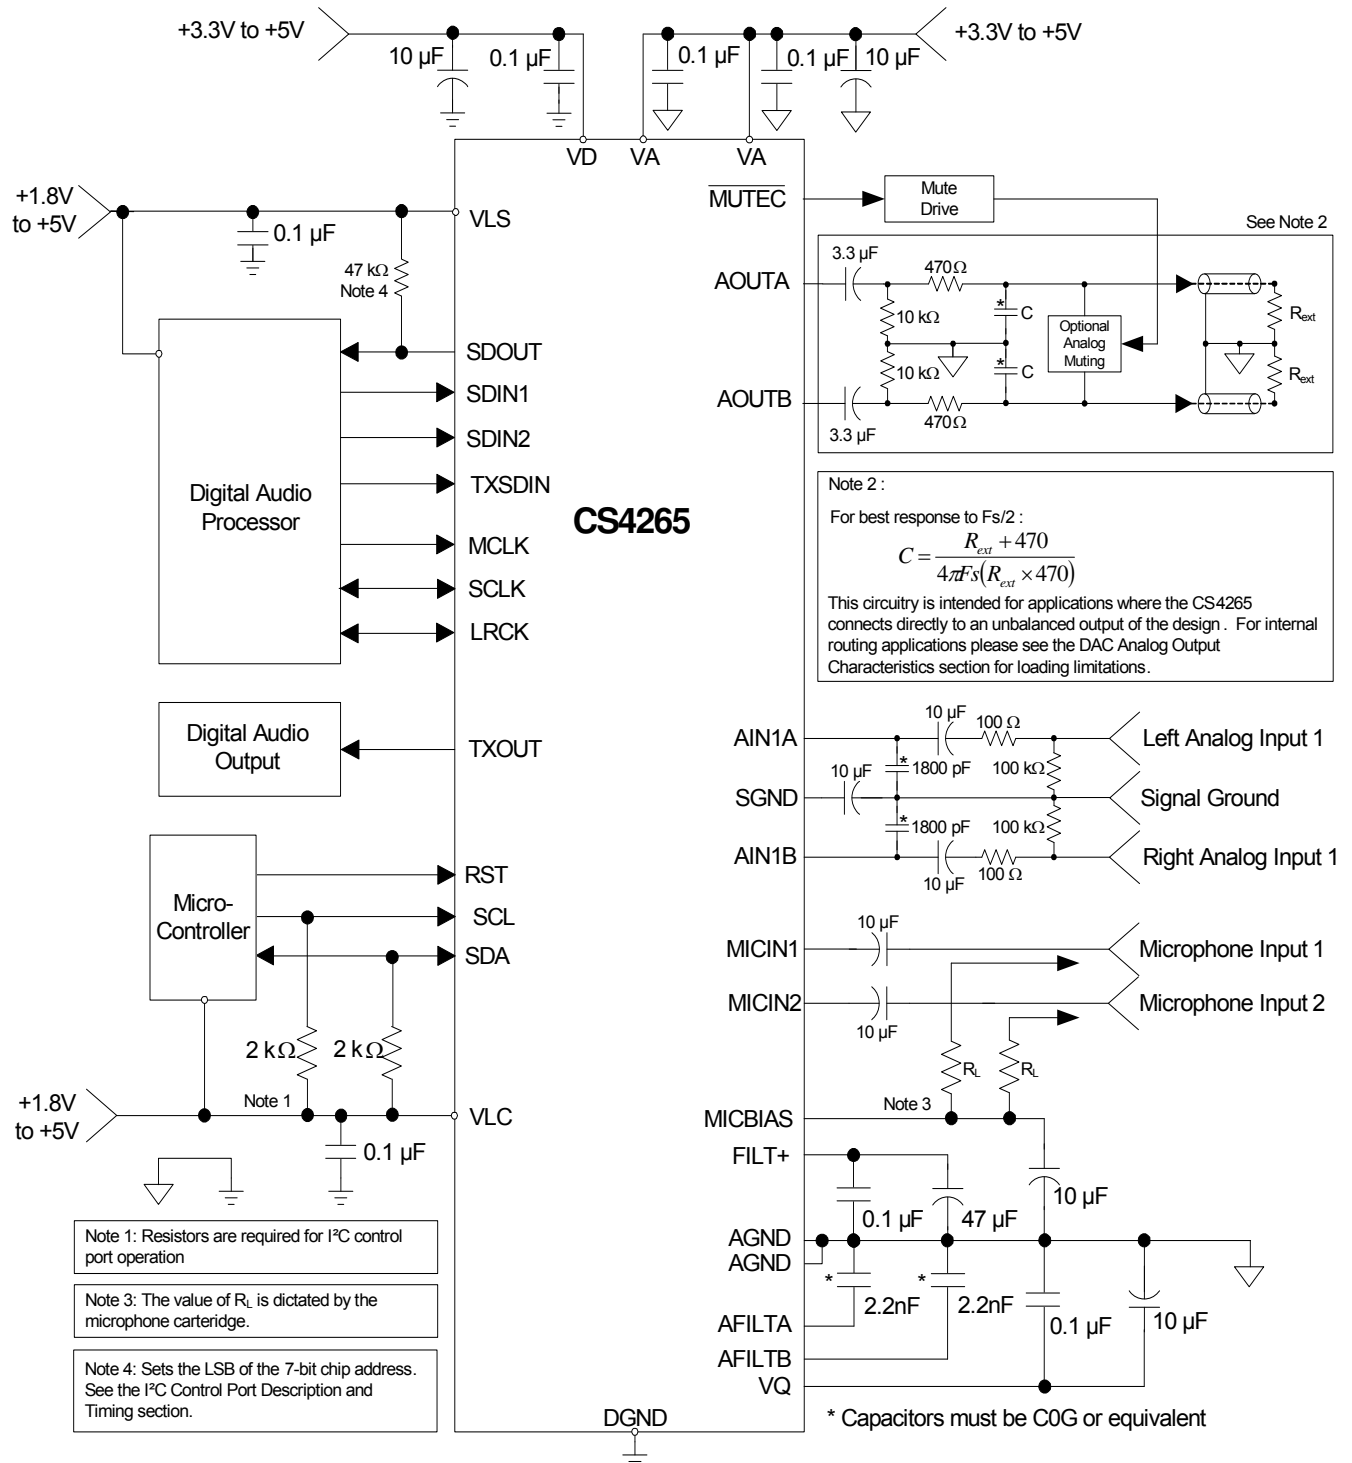 +3.3V to +5V
10 µF
0.1 µF
0.1 µF
0.1 µF
10 µF
+3.3V to +5V
VD
VA
VA
+1.8V
to +5V
0.1 µF
VLS
47 kΩ
Note 4
MUTEC
Mute
Drive
See Note 2
AOUTA
3.3 µF
470Ω
10 kΩ
* C
10 kΩ
* C
Optional
Analog
Muting
Rext
Rext
AOUTB
3.3 µF
470Ω
Digital Audio
Processor
SDOUT
SDIN1
SDIN2
TXSDIN
MCLK
SCLK
LRCK
CS4265
Note 2 :
For best response to Fs/2 :
C = (Rext + 470) / (4πFs(Rext × 470))
This circuitry is intended for applications where the CS4265
connects directly to an unbalanced output of the design . For internal
routing applications please see the DAC Analog Output
Characteristics section for loading limitations.
Digital Audio
Output
TXOUT
AIN1A
10 µF
100 Ω
Left Analog Input 1
* 1800 pF
100 kΩ
SGND
10 µF
Signal Ground
* 1800 pF
100 kΩ
AIN1B
10 µF
100 Ω
Right Analog Input 1
Micro-
Controller
RST
SCL
SDA
2 kΩ
2 kΩ
+1.8V
to +5V
Note 1
VLC
0.1 µF
MICIN1
10 µF
Microphone Input 1
MICIN2
10 µF
Microphone Input 2
RL
RL
MICBIAS
Note 3
FILT+
0.1 µF
47 µF
10 µF
AGND
AGND
* 2.2nF
* 2.2nF
0.1 µF
10 µF
AFILTA
AFILTB
VQ
Note 1: Resistors are required for I²C control
port operation
Note 3: The value of RL is dictated by the
microphone carteridge.
Note 4: Sets the LSB of the 7-bit chip address.
See the I²C Control Port Description and
Timing section.
DGND
* Capacitors must be C0G or equivalent